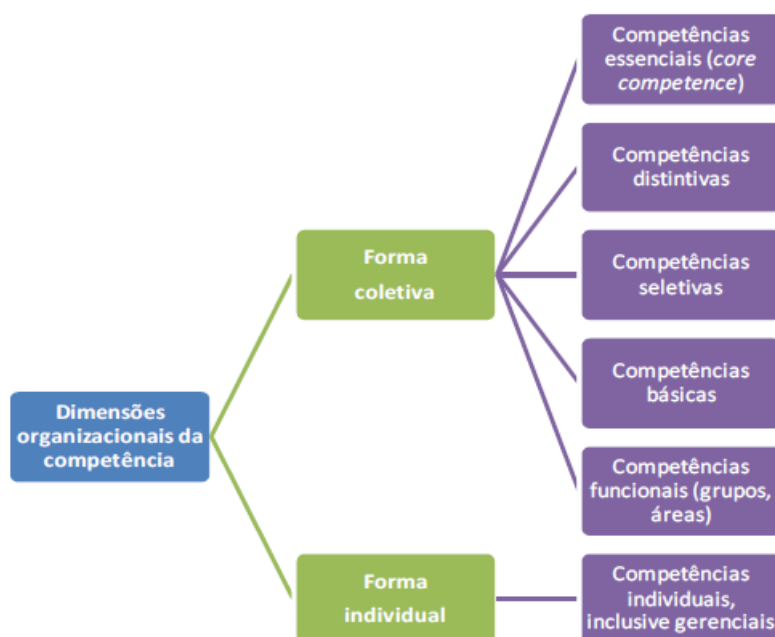 Dimensões
organizacionais da
competência
Forma
coletiva
Competências
essenciais (core
competence)
Competências
distintivas
Competências
seletivas
Competências
básicas
Competências
funcionais (grupos,
áreas)
Forma
individual
Competências
individuais,
inclusive gerenciais